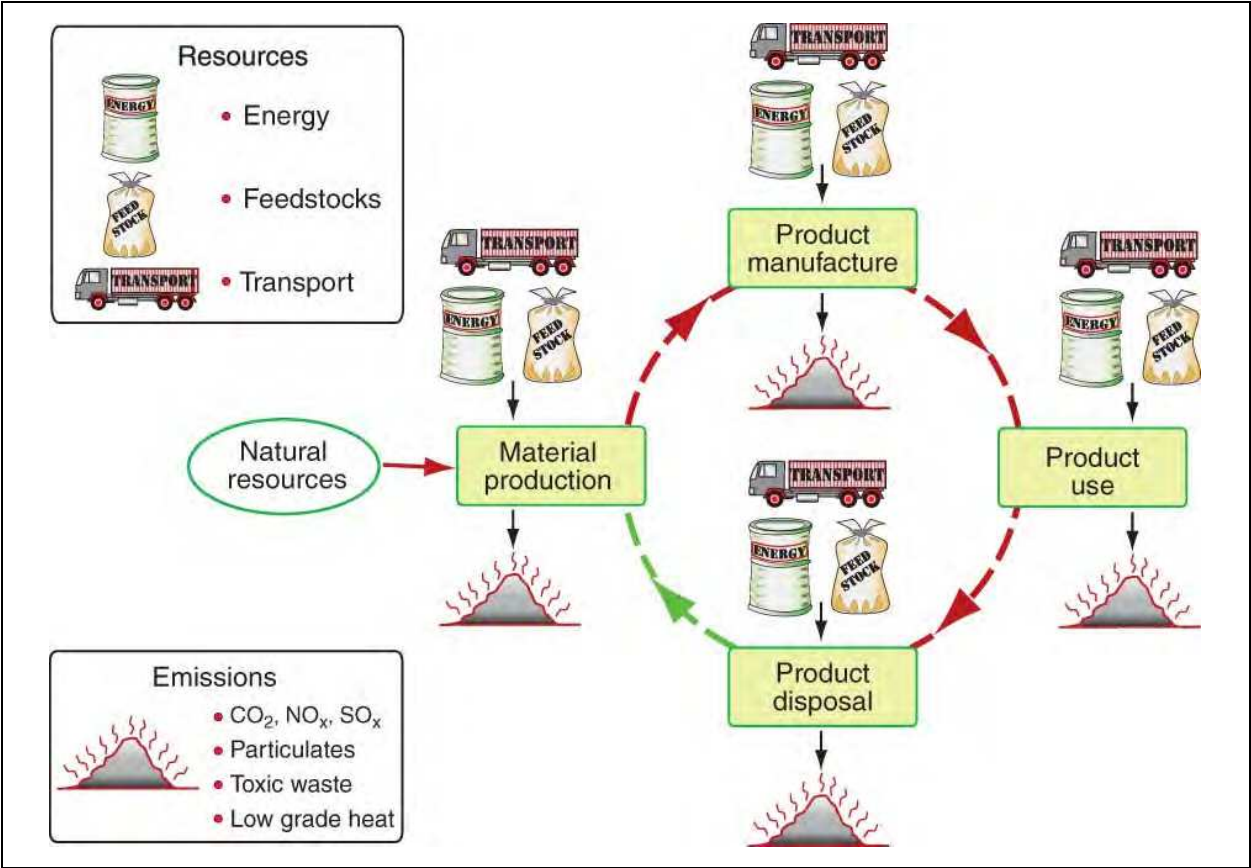 Resources
ENERGY
• Energy
FEED
STOCK
• Feedstocks
TRANSPORT
• Transport
TRANSPORT
ENERGY
FEED
STOCK
Product
manufacture
TRANSPORT
ENERGY
FEED
STOCK
TRANSPORT
ENERGY
FEED
STOCK
Natural
resources
Material
production
TRANSPORT
ENERGY
FEED
STOCK
Product
use
Product
disposal
Emissions
• CO₂, NOₓ, SOₓ
• Particulates
• Toxic waste
• Low grade heat